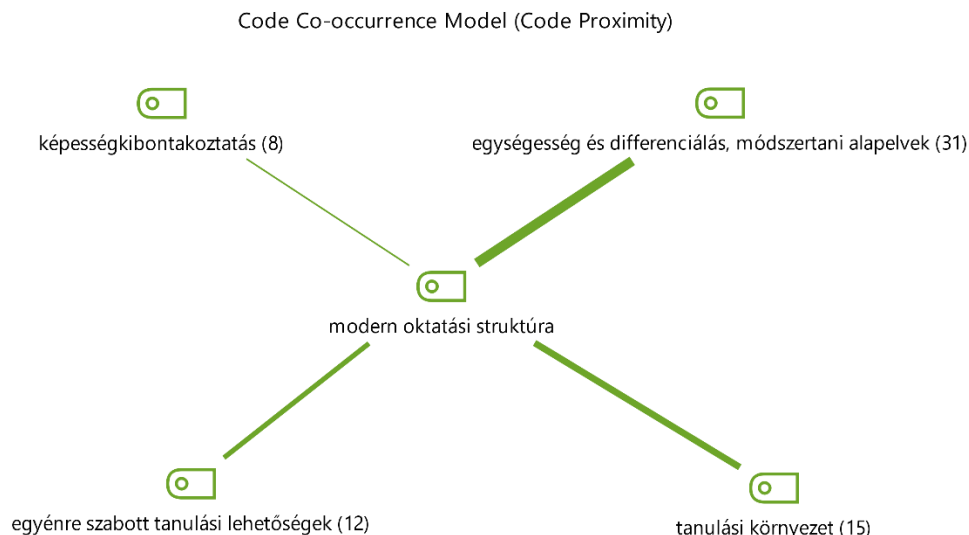 Code Co-occurrence Model (Code Proximity)
képességkibontakoztatás (8)
egységesség és differenciálás, módszertani alapelvek (31)
modern oktatási struktúra
egyénre szabott tanulási lehetőségek (12)
tanulási környezet (15)